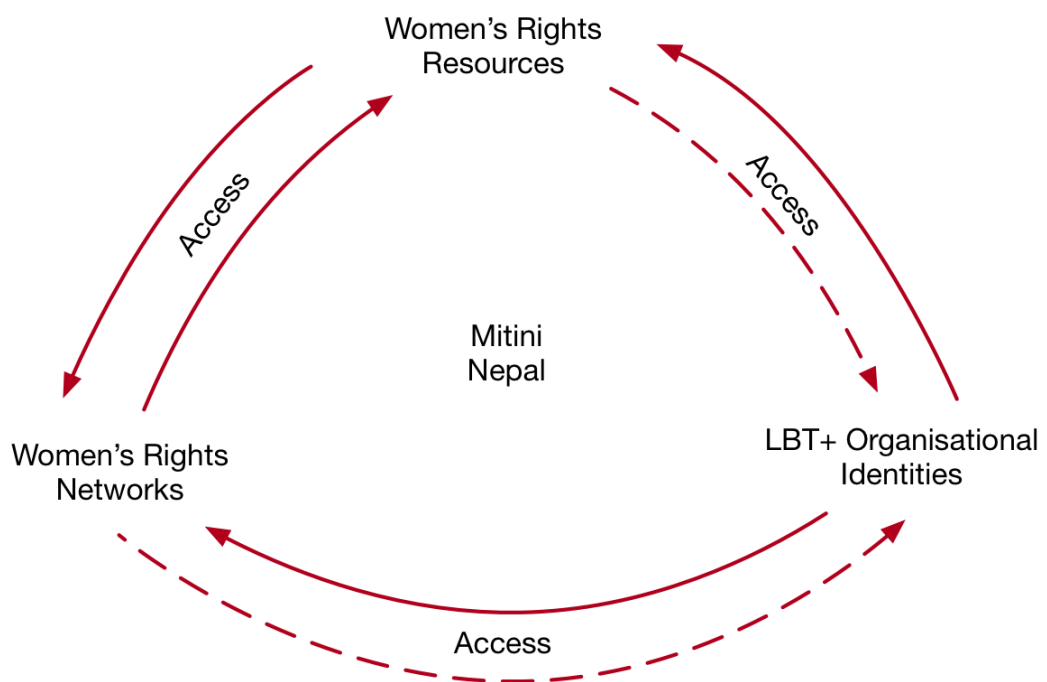 Women's Rights
Resources
Access
Access
Mitini
Nepal
Women's Rights
Networks
LBT+ Organisational
Identities
Access